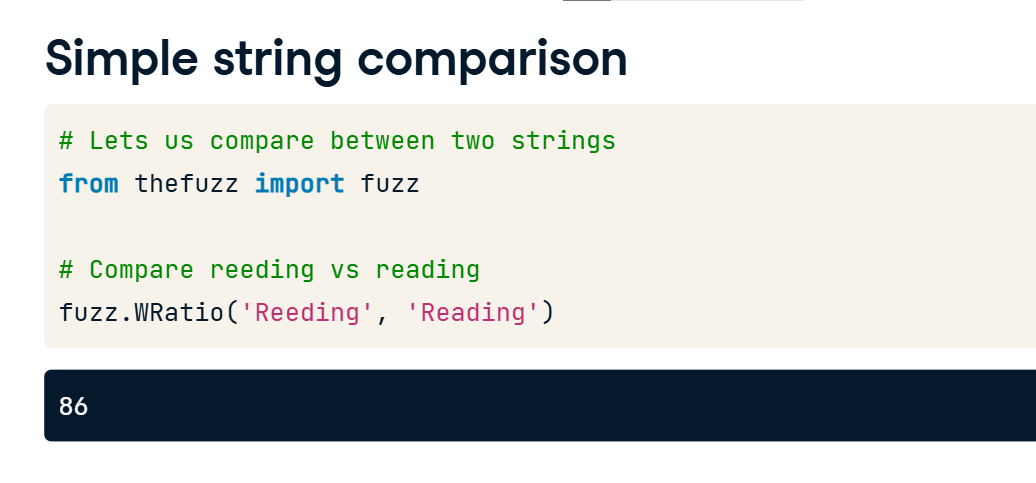 Simple string comparison
# Lets us compare between two strings
from thefuzz import fuzz
# Compare reeding vs reading
fuzz.WRatio('Reeding', 'Reading')
86